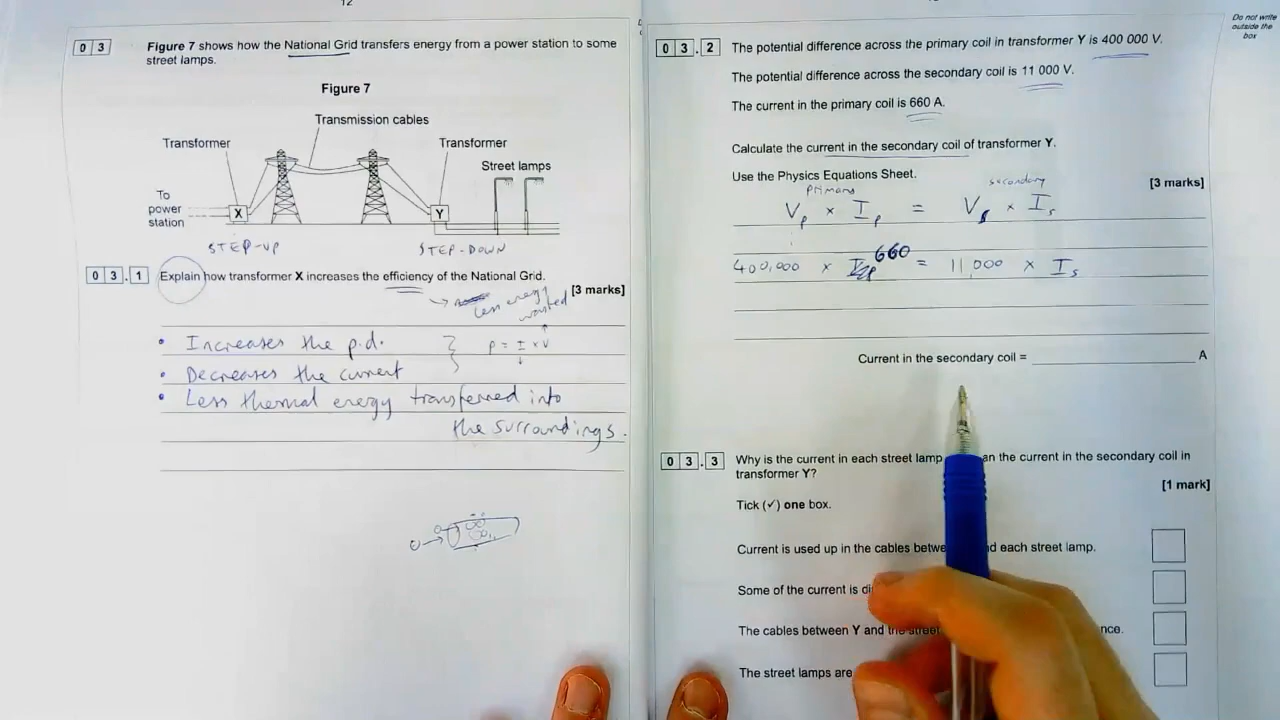 12
0 3
Figure 7 shows how the National Grid transfers energy from a power station to some
street lamps.
Figure 7
Transmission cables
Transformer
Transformer
Street lamps
To
power
station
X
Y
STEP-UP
STEP-DOWN
0 3 . 1
Explain how transformer X increases the efficiency of the National Grid.
[3 marks]
→ less energy
wasted
• Increases the p.d.
P = I × V
• Decreases the current
• Less thermal energy transferred into
the surroundings.
Do not write
outside the
box
0 3 . 2
The potential difference across the primary coil in transformer Y is 400 000 V.
The potential difference across the secondary coil is 11 000 V.
The current in the primary coil is 660 A.
Calculate the current in the secondary coil of transformer Y.
Use the Physics Equations Sheet.
[3 marks]
primary
secondary
Vp × Ip = Vs × Is
400,000 × 660 = 11,000 × Is
Current in the secondary coil = A
0 3 . 3
Why is the current in each street lamp an the current in the secondary coil in
transformer Y?
[1 mark]
Tick (✓) one box.
Current is used up in the cables d each street lamp.
Some of the current is
The cables between Y and the street nce.
The street lamps are